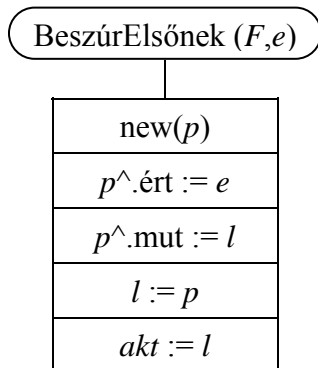 BeszúrElsőnek (F,e)
new(p)
p^.ért := e
p^.mut := l
l := p
akt := l